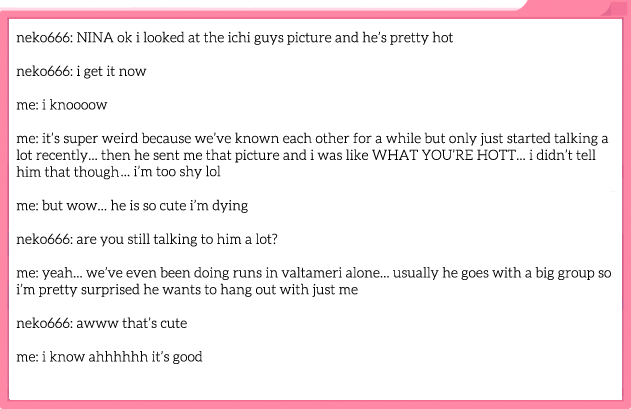 neko666: NINA ok i looked at the ichi guys picture and he's pretty hot
neko666: i get it now
me: i knoooow
me: it's super weird because we've known each other for a while but only just started talking a
lot recently... then he sent me that picture and i was like WHAT YOU'RE HOTT... i didn't tell
him that though... i'm too shy lol
me: but wow... he is so cute i'm dying
neko666: are you still talking to him a lot?
me: yeah... we've even been doing runs in valtameri alone... usually he goes with a big group so
i'm pretty surprised he wants to hang out with just me
neko666: awww that's cute
me: i know ahhhhhh it's good